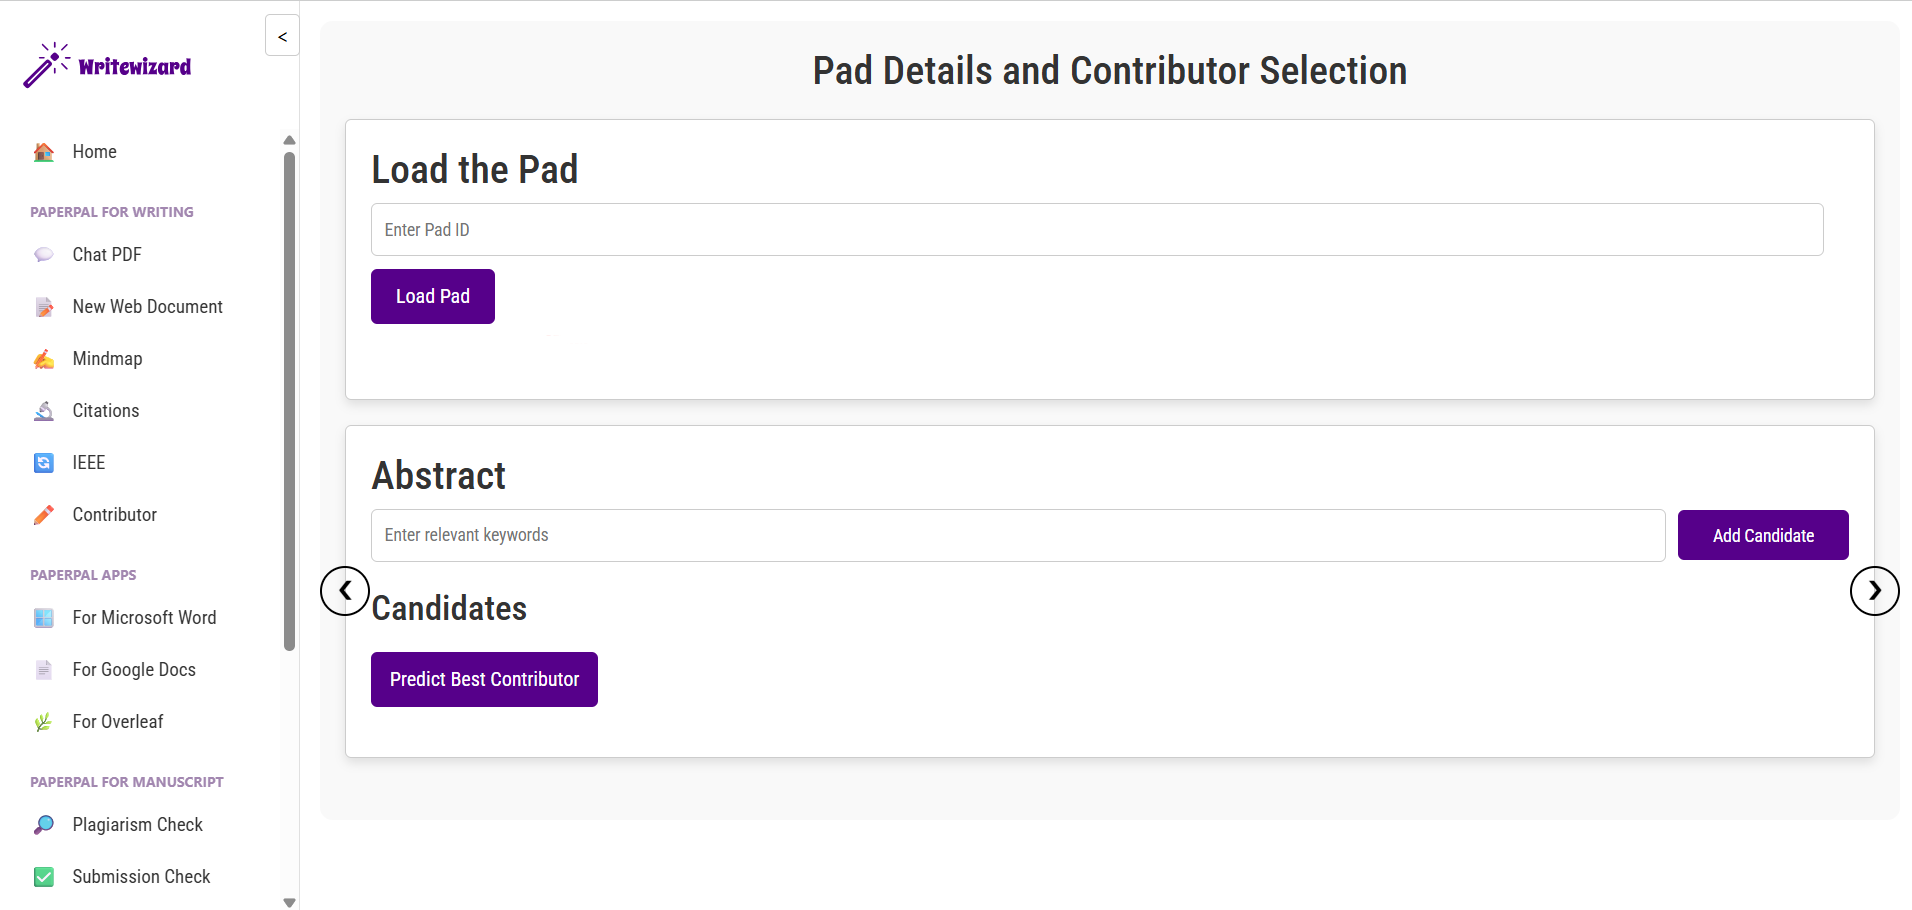 <
Writewizard
Home
PAPERPAL FOR WRITING
Chat PDF
New Web Document
Mindmap
Citations
IEEE
Contributor
PAPERPAL APPS
For Microsoft Word
For Google Docs
For Overleaf
PAPERPAL FOR MANUSCRIPT
Plagiarism Check
Submission Check
Pad Details and Contributor Selection
Load the Pad
Enter Pad ID
Load Pad
Abstract
Enter relevant keywords
Add Candidate
❮
❯
Candidates
Predict Best Contributor